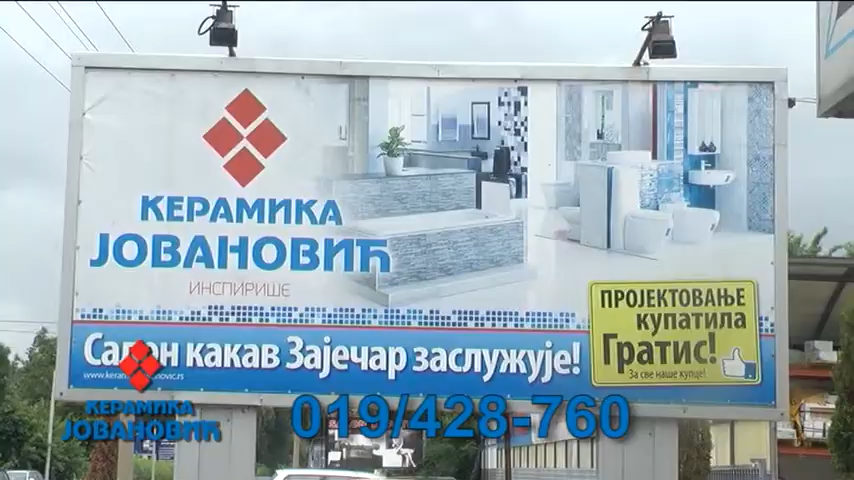 КЕРАМИКА
ЈОВАНОВИЋ
ИНСПИРИШЕ
ПРОЈЕКТОВАЊЕ
КУПАТИЛА
Гратис!
За све наше купце!
Салон какав Зајечар заслужује!
КЕРАМИКА
ЈОВАНОВИЋ
019/428-760